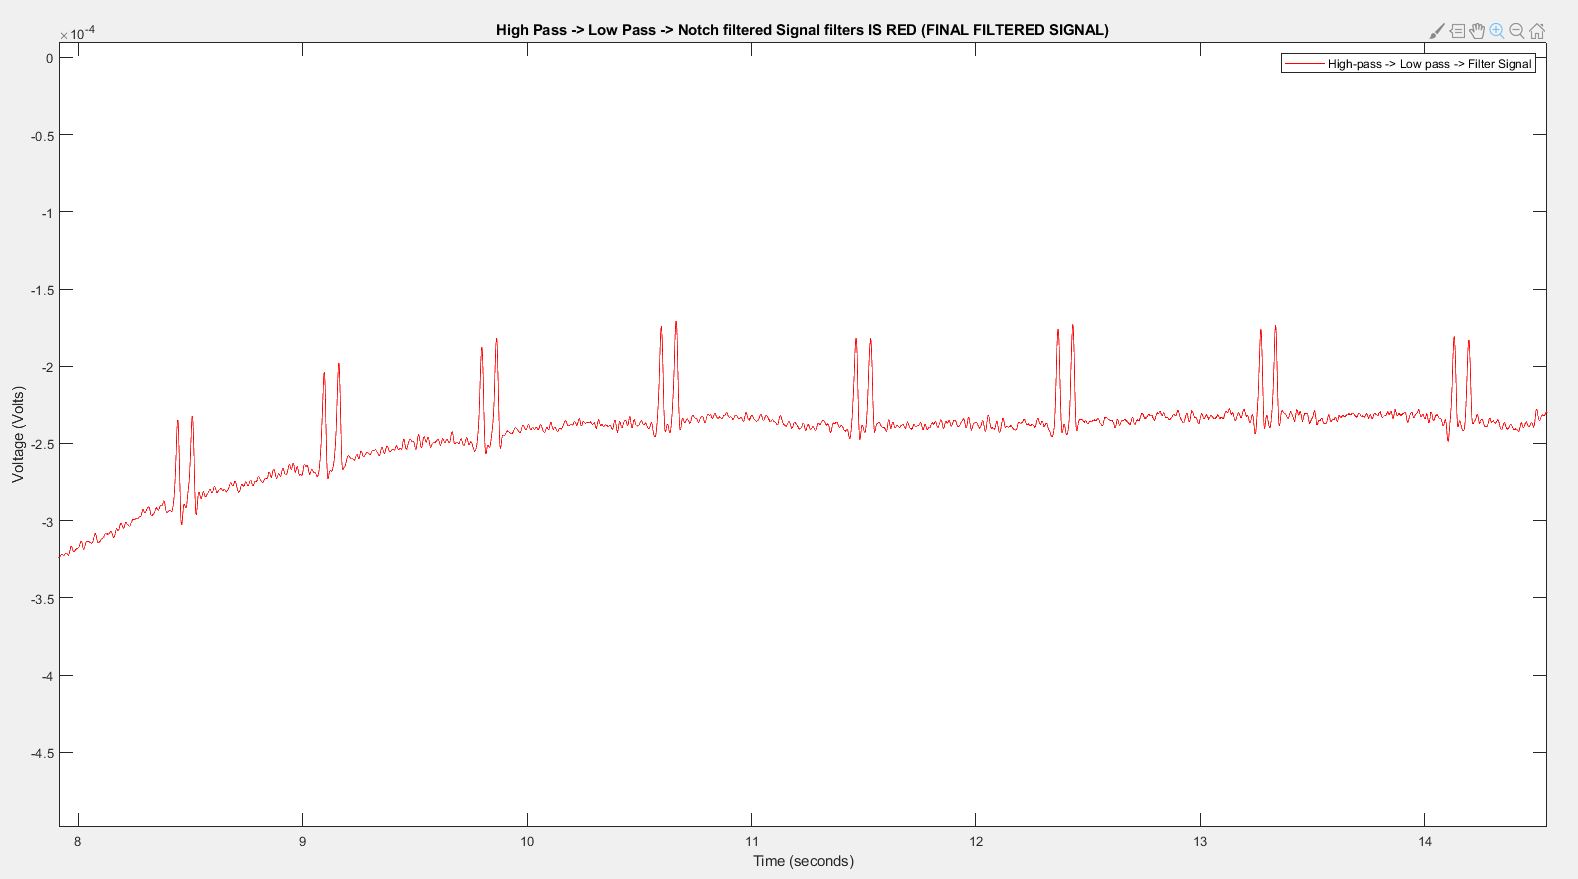 High Pass -> Low Pass -> Notch filtered Signal filters IS RED (FINAL FILTERED SIGNAL)
×10-4
High-pass -> Low pass -> Filter Signal
0
-0.5
-1
-1.5
-2
-2.5
-3
-3.5
-4
-4.5
Voltage (Volts)
8 9 10 11 12 13 14
Time (seconds)